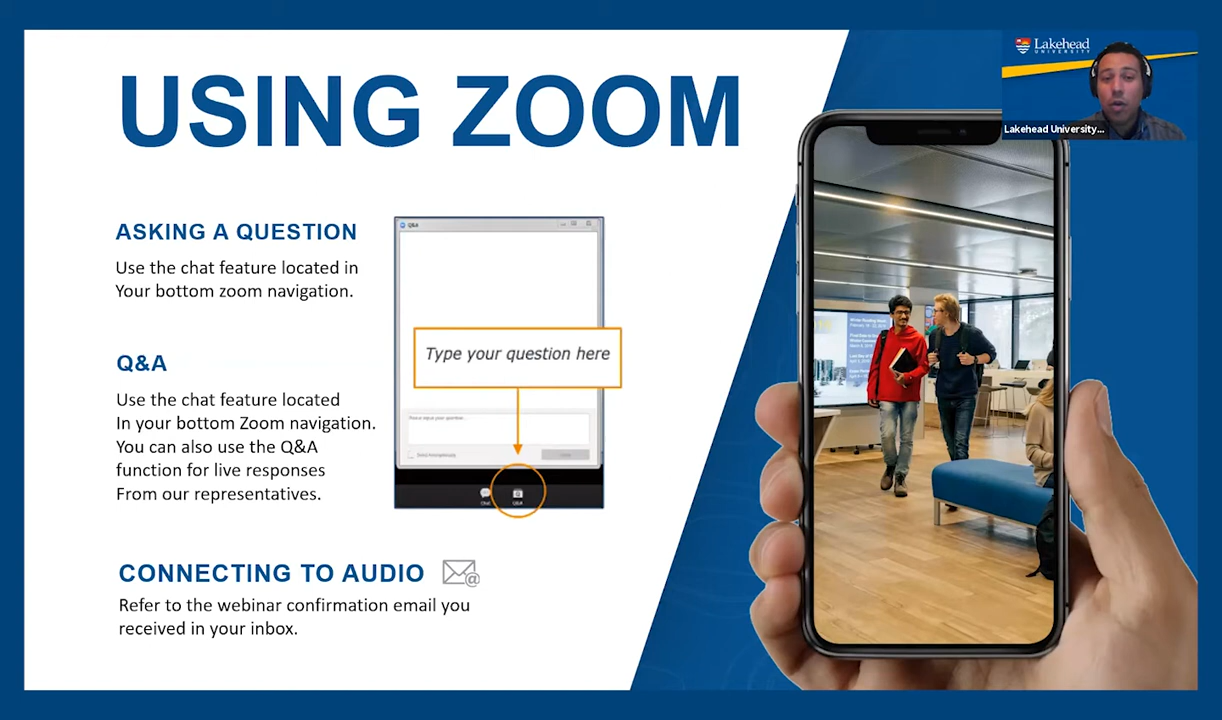 USING ZOOM
Lakehead
UNIVERSITY
Lakehead University...
ASKING A QUESTION
Use the chat feature located in
Your bottom zoom navigation.
Q&A
Type your question here
Q&A
Use the chat feature located
In your bottom Zoom navigation.
You can also use the Q&A
function for live responses
From our representatives.
Send Anonymously
Chat
Q&A
CONNECTING TO AUDIO
Refer to the webinar confirmation email you
received in your inbox.